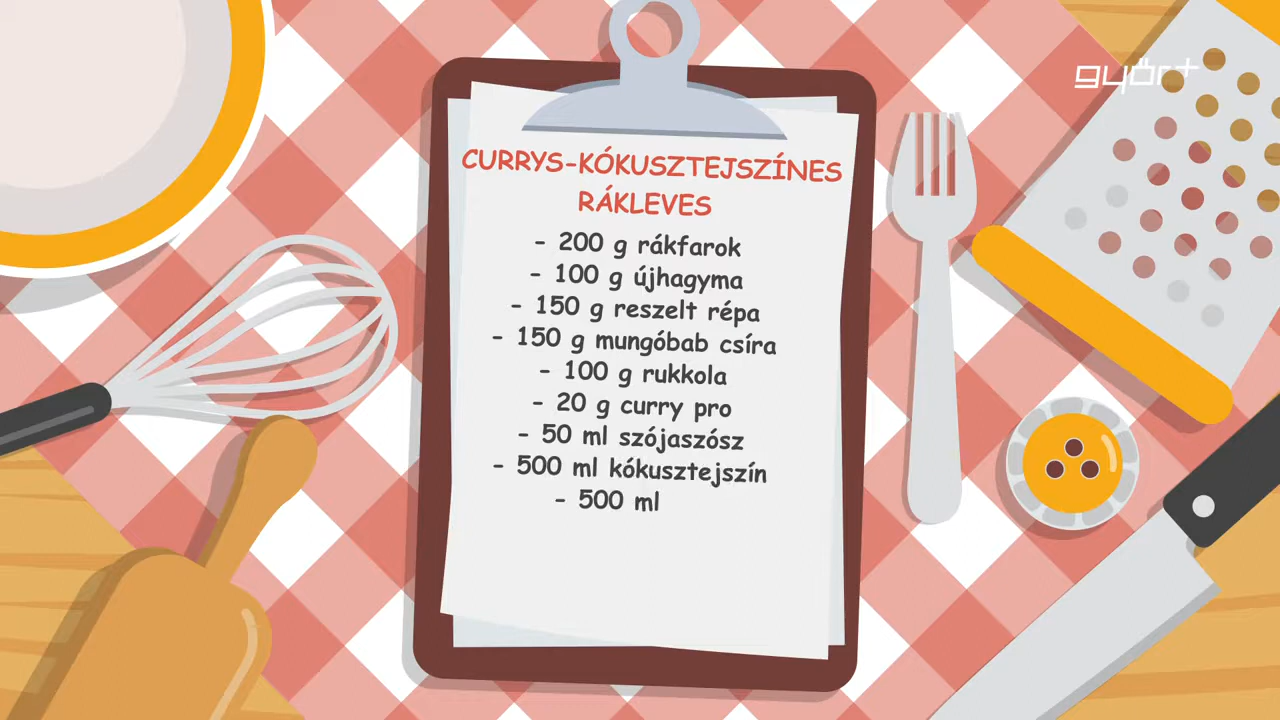 győr+
CURRYS-KÓKUSZTEJSZÍNES
RÁKLEVES
- 200 g rákfarok
- 100 g újhagyma
- 150 g reszelt répa
- 150 g mungóbab csíra
- 100 g rukkola
- 20 g curry pro
- 50 ml szójaszósz
- 500 ml kókusztejszín
- 500 ml